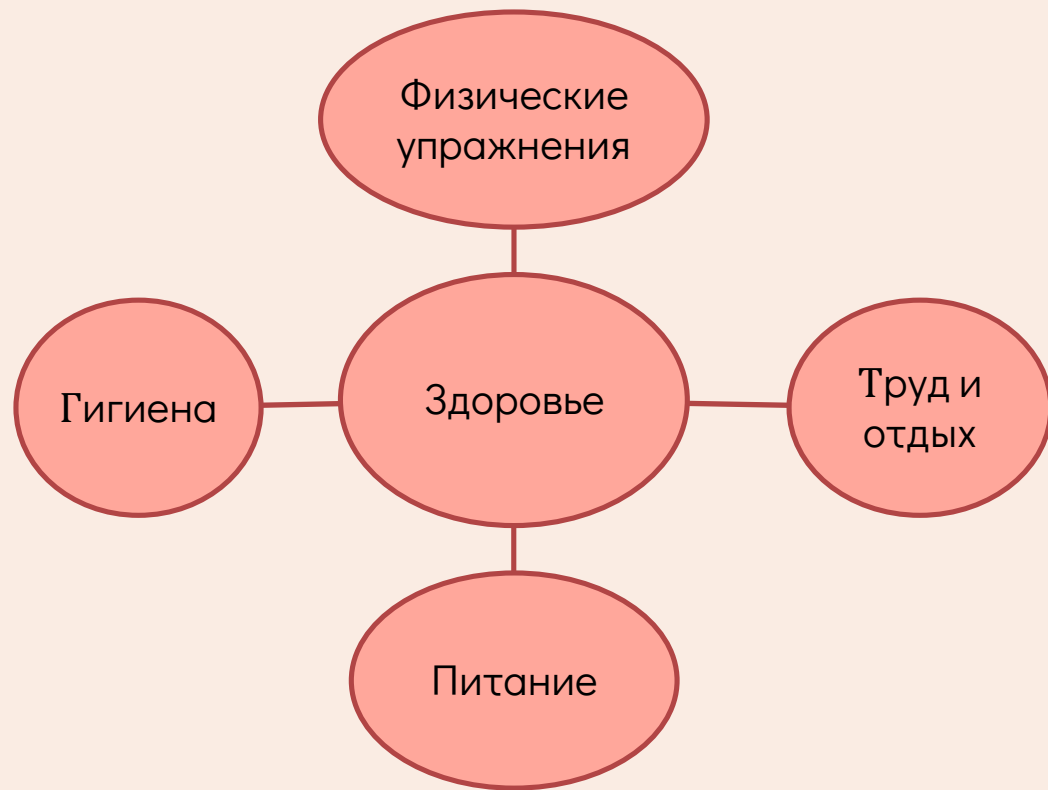 Физические
упражнения
Гигиена
Здоровье
Труд и
отдых
Питание